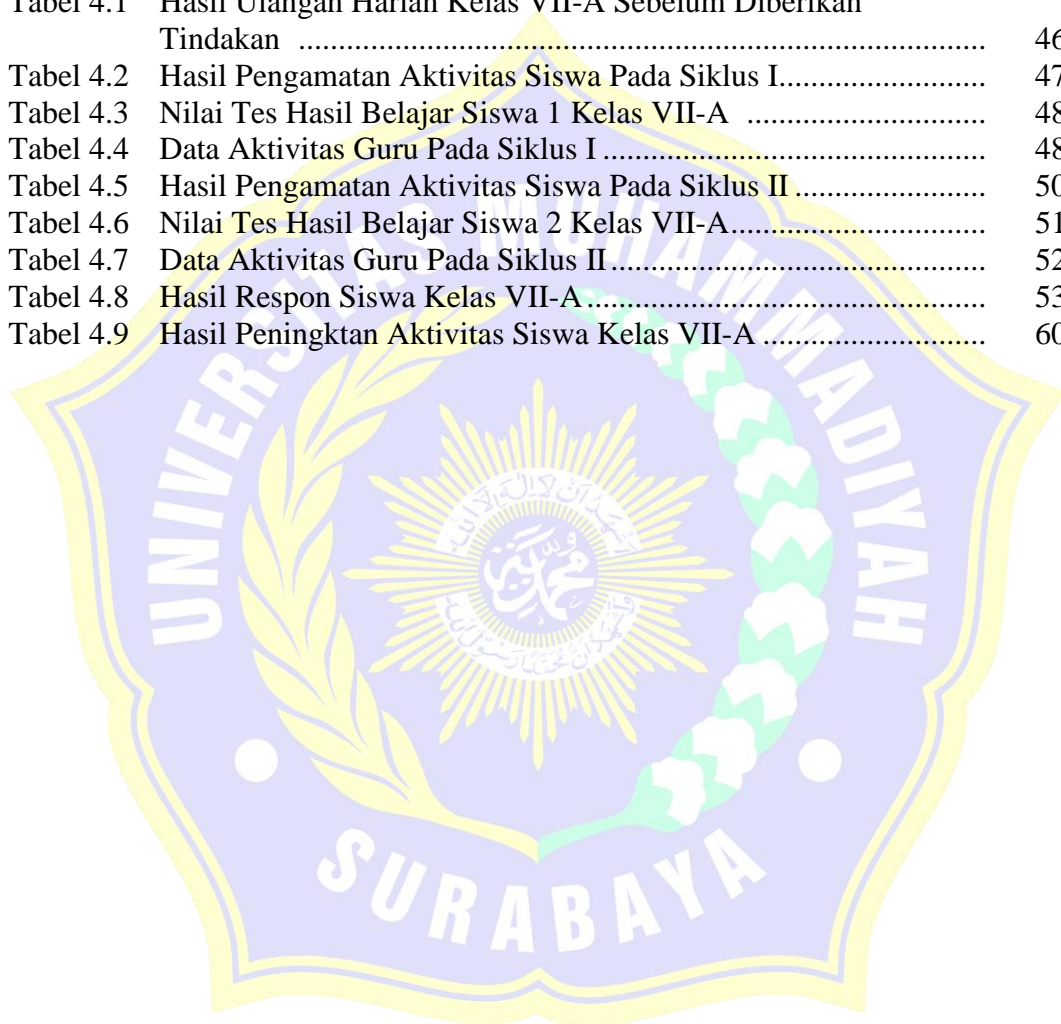 Tabel 4.1 Hasil Ulangan Harian Kelas VII-A Sebelum Diberikan
Tindakan ........................................................................................ 46
Tabel 4.2 Hasil Pengamatan Aktivitas Siswa Pada Siklus I.......................... 47
Tabel 4.3 Nilai Tes Hasil Belajar Siswa 1 Kelas VII-A .............................. 48
Tabel 4.4 Data Aktivitas Guru Pada Siklus I ................................................. 48
Tabel 4.5 Hasil Pengamatan Aktivitas Siswa Pada Siklus II ........................ 50
Tabel 4.6 Nilai Tes Hasil Belajar Siswa 2 Kelas VII-A................................ 51
Tabel 4.7 Data Aktivitas Guru Pada Siklus II ................................................ 52
Tabel 4.8 Hasil Respon Siswa Kelas VII-A ................................................... 53
Tabel 4.9 Hasil Peningktan Aktivitas Siswa Kelas VII-A ............................ 60
UNIVERSITAS MUHAMMADIYAH
SURABAYA